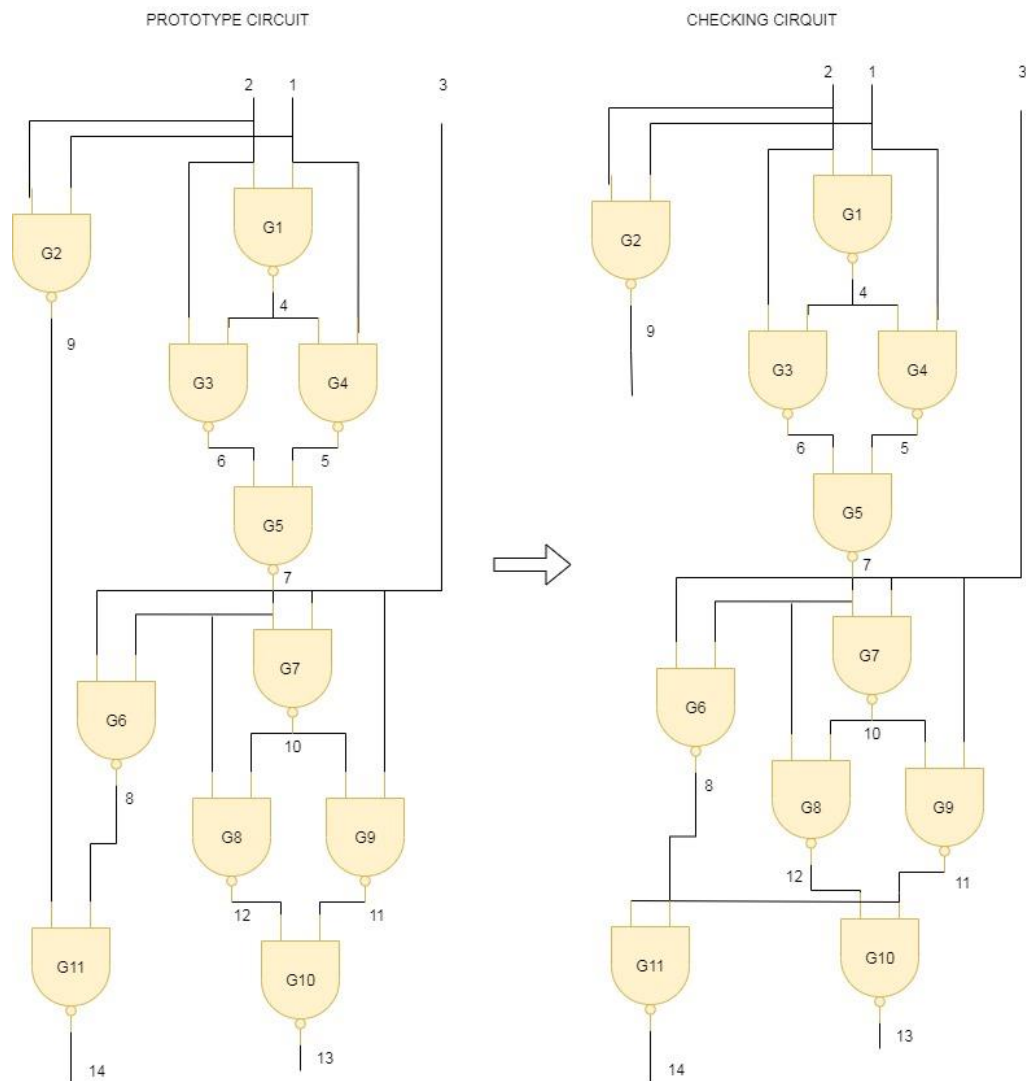 PROTOTYPE CIRCUIT
CHECKING CIRQUIT
2 1 3
G1
G2
4
9
G3 G4
6 5
G5
7
G7
G6
10
8
G8 G9
12 11
G11 G10
14 13
2 1 3
G1
G2
4
9
G3 G4
6 5
G5
7
G7
G6
10
8
G8 G9
12 11
G11 G10
14 13